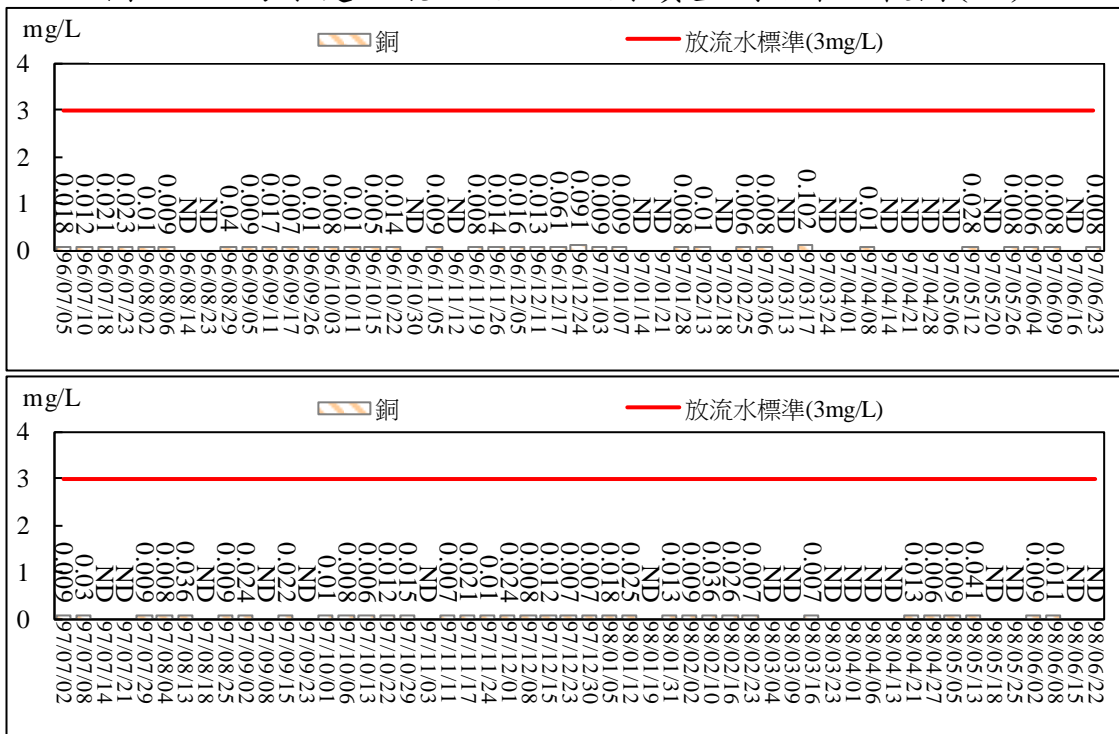 mg/L
銅
放流水標準(3mg/L)
4
3
2
1
0
0.018 0.012 0.021 0.023 0.01 0.009 ND ND 0.04 0.009 0.017 0.007 0.01 0.008 0.01 0.005 0.014 ND 0.009 ND 0.008 0.014 0.016 0.013 0.061 0.091 0.009 0.009 ND ND 0.008 0.01 ND 0.006 0.008 ND 0.102 ND ND 0.01 ND ND ND ND 0.028 ND 0.008 0.006 0.008 ND 0.008
96/07/05 96/07/10 96/07/18 96/07/23 96/08/02 96/08/06 96/08/14 96/08/23 96/08/29 96/09/05 96/09/11 96/09/17 96/09/26 96/10/03 96/10/11 96/10/15 96/10/22 96/10/30 96/11/05 96/11/12 96/11/19 96/11/26 96/12/05 96/12/11 96/12/17 96/12/24 97/01/03 97/01/07 97/01/14 97/01/21 97/01/28 97/02/13 97/02/18 97/02/25 97/03/06 97/03/13 97/03/17 97/03/24 97/04/01 97/04/08 97/04/14 97/04/21 97/04/28 97/05/06 97/05/12 97/05/20 97/05/26 97/06/04 97/06/09 97/06/16 97/06/23
mg/L
銅
放流水標準(3mg/L)
4
3
2
1
0
0.009 0.03 ND ND 0.009 0.008 0.036 ND 0.009 0.024 ND 0.022 ND 0.01 0.008 0.006 0.012 0.015 ND 0.007 0.021 0.01 0.024 0.008 0.012 0.007 0.007 0.018 0.025 ND 0.013 0.009 0.036 0.026 0.007 ND ND 0.007 ND ND ND 0.013 0.006 0.009 0.041 ND ND 0.009 0.011 ND ND
97/07/02 97/07/08 97/07/14 97/07/21 97/07/29 97/08/04 97/08/13 97/08/18 97/08/25 97/09/02 97/09/08 97/09/15 97/09/23 97/10/01 97/10/06 97/10/13 97/10/22 97/10/29 97/11/03 97/11/11 97/11/17 97/11/24 97/12/01 97/12/08 97/12/15 97/12/23 97/12/30 98/01/05 98/01/12 98/01/19 98/01/31 98/02/02 98/02/10 98/02/16 98/02/23 98/03/04 98/03/09 98/03/16 98/03/23 98/04/01 98/04/06 98/04/13 98/04/21 98/04/27 98/05/05 98/05/13 98/05/18 98/05/25 98/06/02 98/06/08 98/06/15 98/06/22